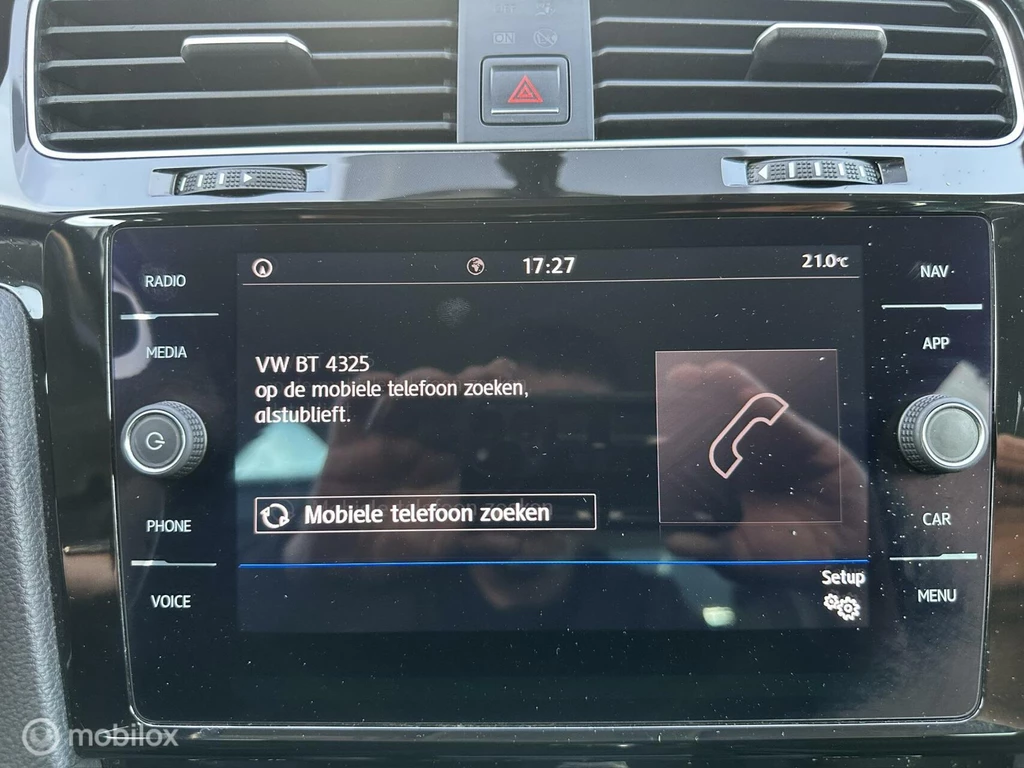 ON
RADIO
MEDIA
PHONE
VOICE
17:27
21.0°C
VW BT 4325
op de mobiele telefoon zoeken,
alstublieft.
Mobiele telefoon zoeken
Setup
NAV
APP
CAR
MENU
mobilox